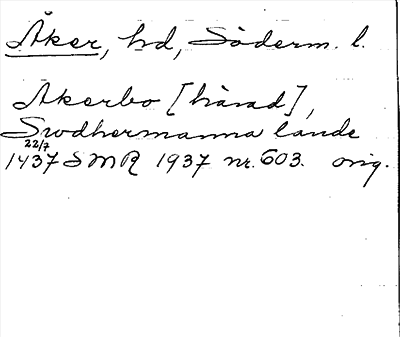 Åker, hd, Söderm. l.
Akerbo [härad],
Swdhermanna lande
22/7
1437 SMR 1937 nr. 603. orig.